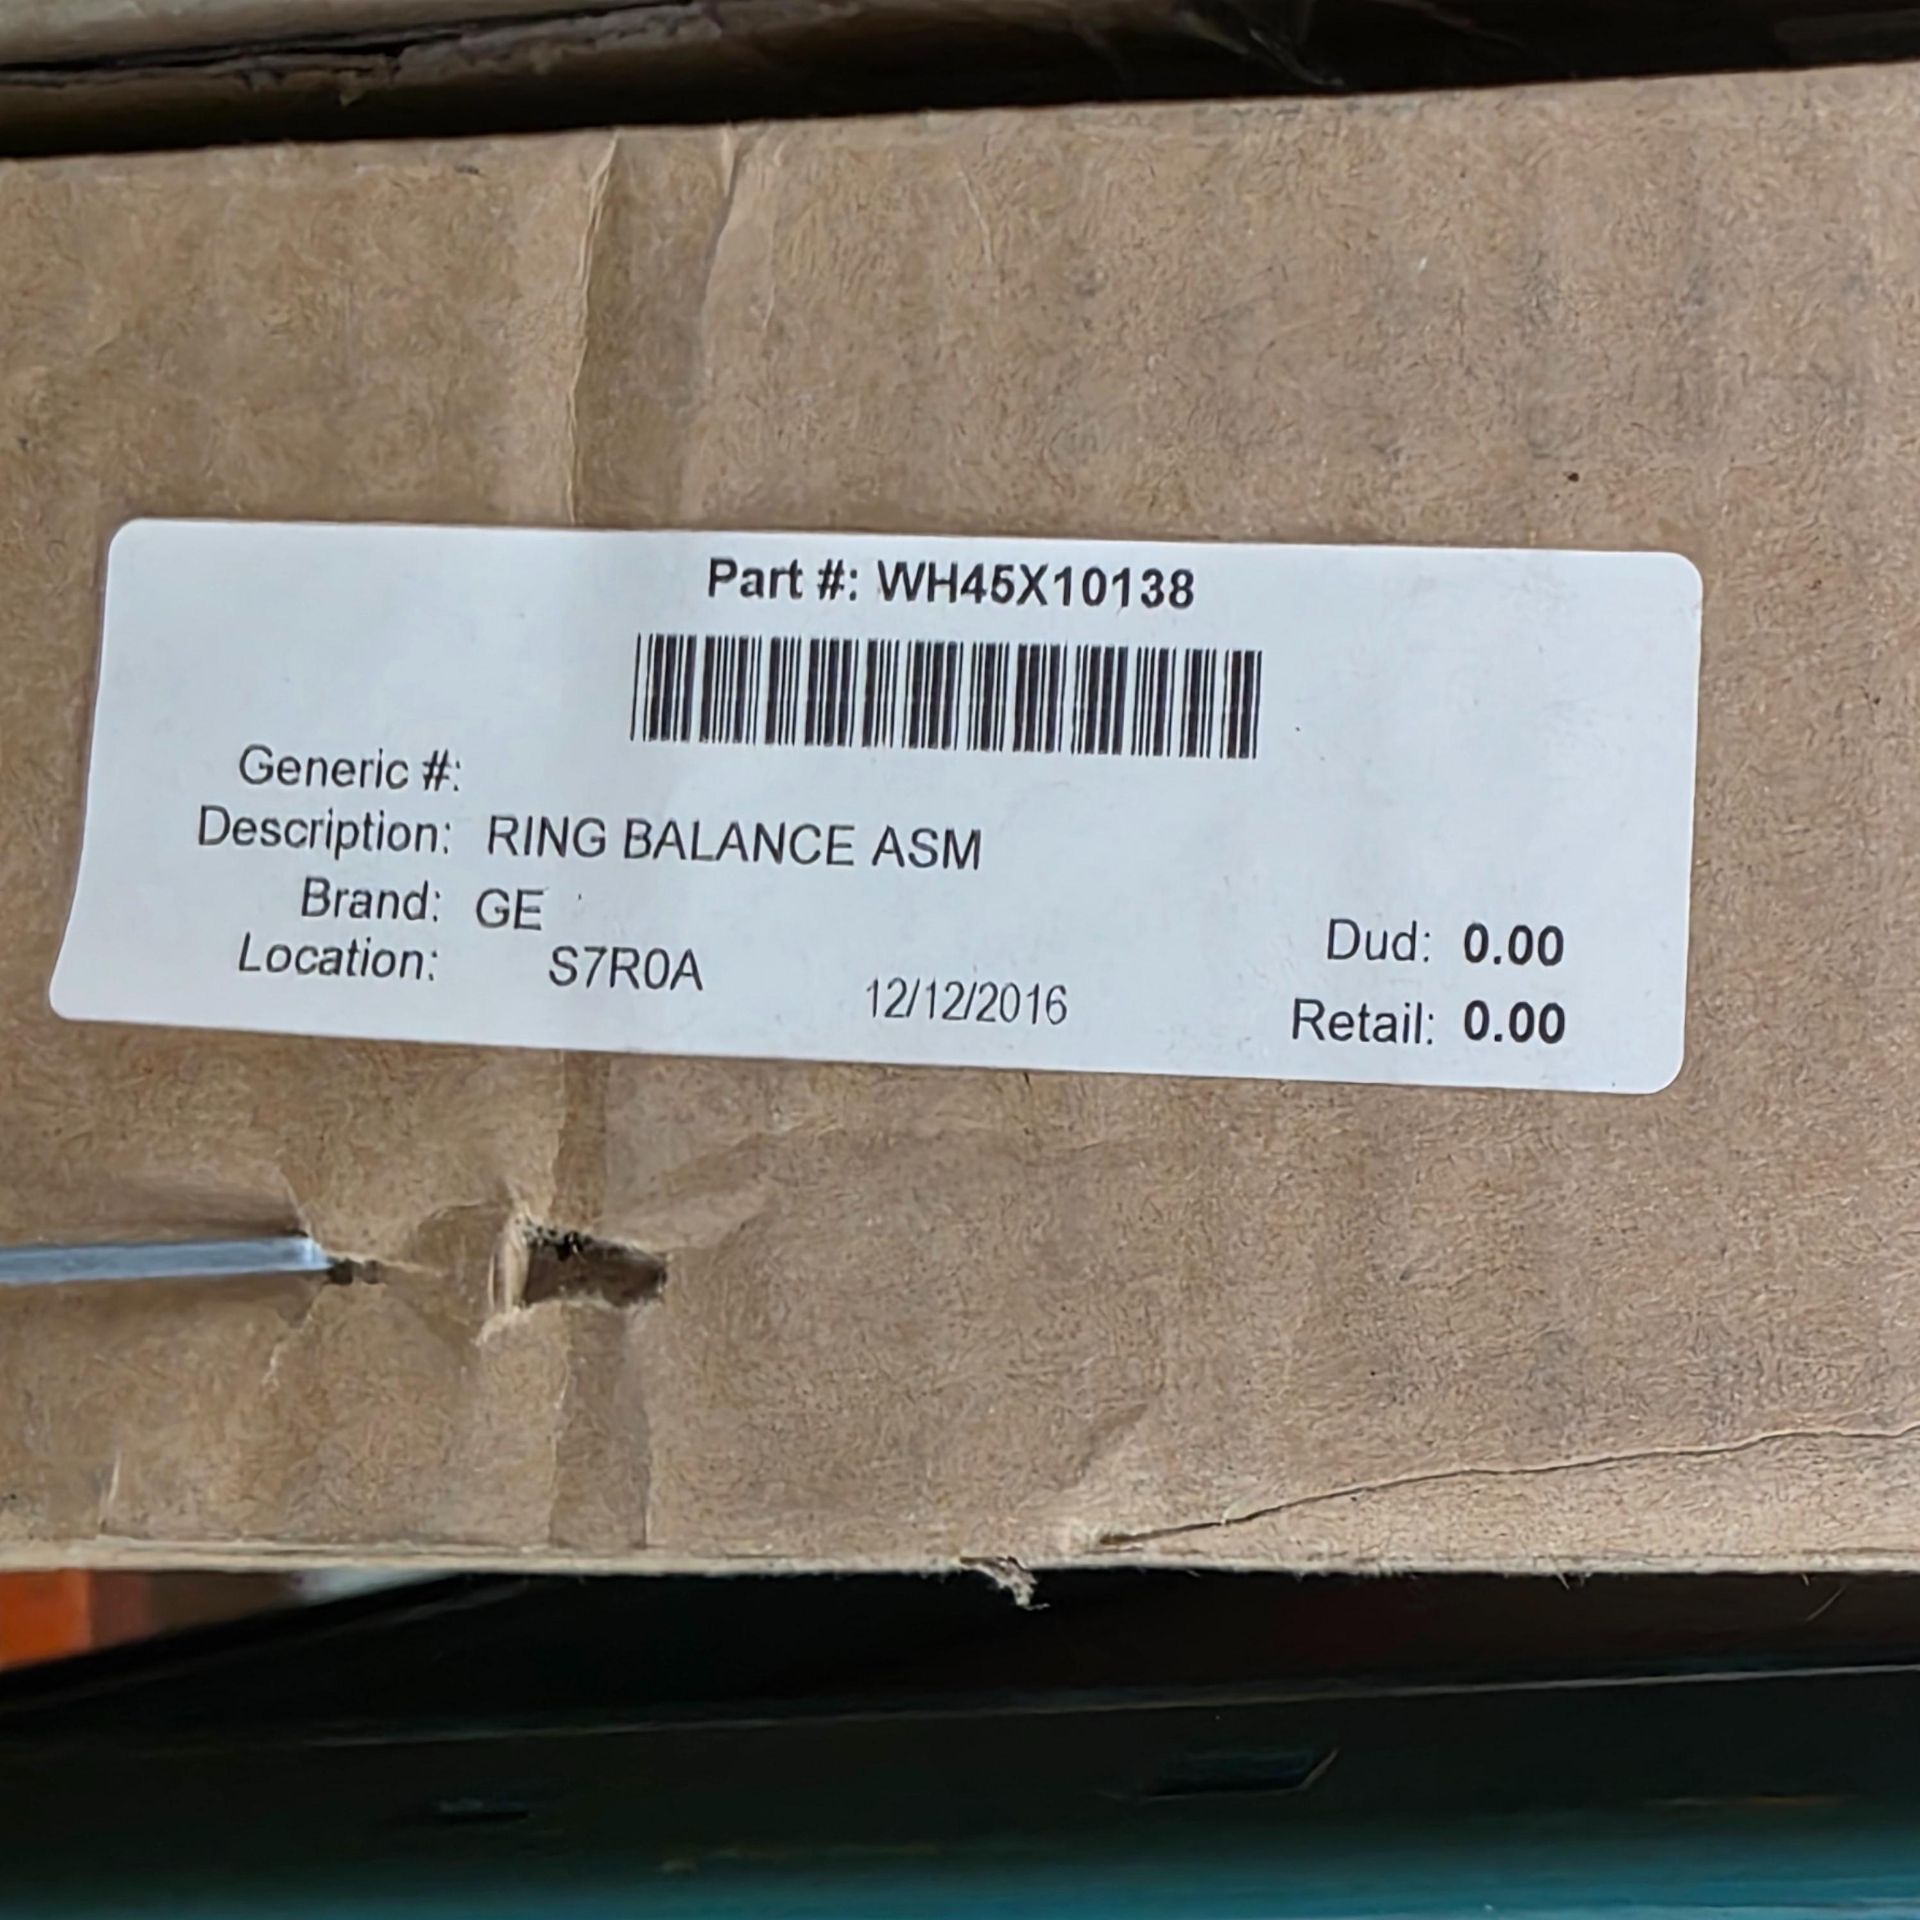 Part #: WH45X10138
Generic #:
Description: RING BALANCE ASM
Brand: GE
Location: S7R0A
12/12/2016
Dud: 0.00
Retail: 0.00